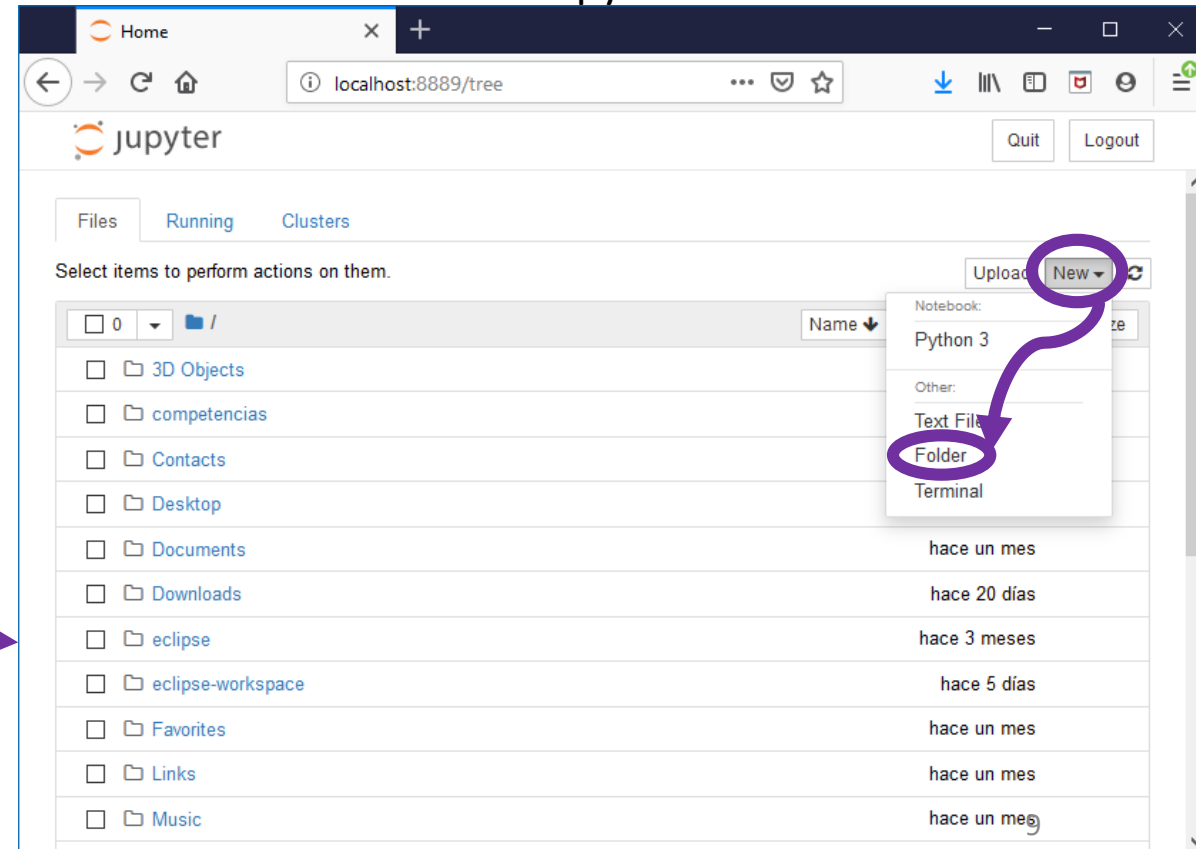 Home
localhost:8889/tree
jupyter
Quit Logout
Files Running Clusters
Select items to perform actions on them.
New
0 / Name
Notebook:
Python 3
Other:
Folder
Terminal
3D Objects
competencias
Contacts
Desktop
Documents hace un mes
Downloads hace 20 días
eclipse hace 3 meses
eclipse-workspace hace 5 días
Favorites hace un mes
Links hace un mes
Music hace un mes
9